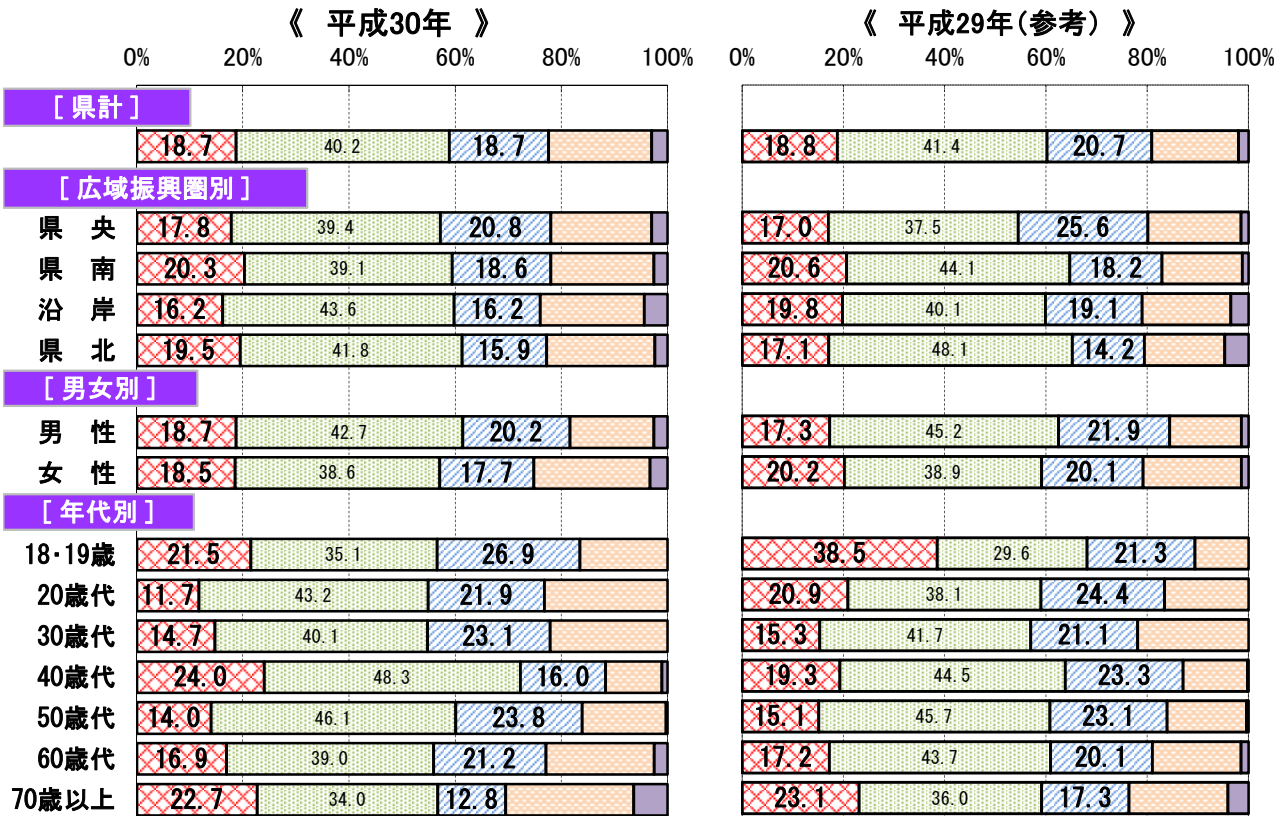 《 平成30年 》 《 平成29年(参考) 》
0% 20% 40% 60% 80% 100% 0% 20% 40% 60% 80% 100%
[ 県計 ]
18.7 40.2 18.7 18.8 41.4 20.7
[ 広域振興圏別 ]
県 央 17.8 39.4 20.8 17.0 37.5 25.6
県 南 20.3 39.1 18.6 20.6 44.1 18.2
沿 岸 16.2 43.6 16.2 19.8 40.1 19.1
県 北 19.5 41.8 15.9 17.1 48.1 14.2
[ 男女別 ]
男 性 18.7 42.7 20.2 17.3 45.2 21.9
女 性 18.5 38.6 17.7 20.2 38.9 20.1
[ 年代別 ]
18・19歳 21.5 35.1 26.9 38.5 29.6 21.3
20歳代 11.7 43.2 21.9 20.9 38.1 24.4
30歳代 14.7 40.1 23.1 15.3 41.7 21.1
40歳代 24.0 48.3 16.0 19.3 44.5 23.3
50歳代 14.0 46.1 23.8 15.1 45.7 23.1
60歳代 16.9 39.0 21.2 17.2 43.7 20.1
70歳以上 22.7 34.0 12.8 23.1 36.0 17.3